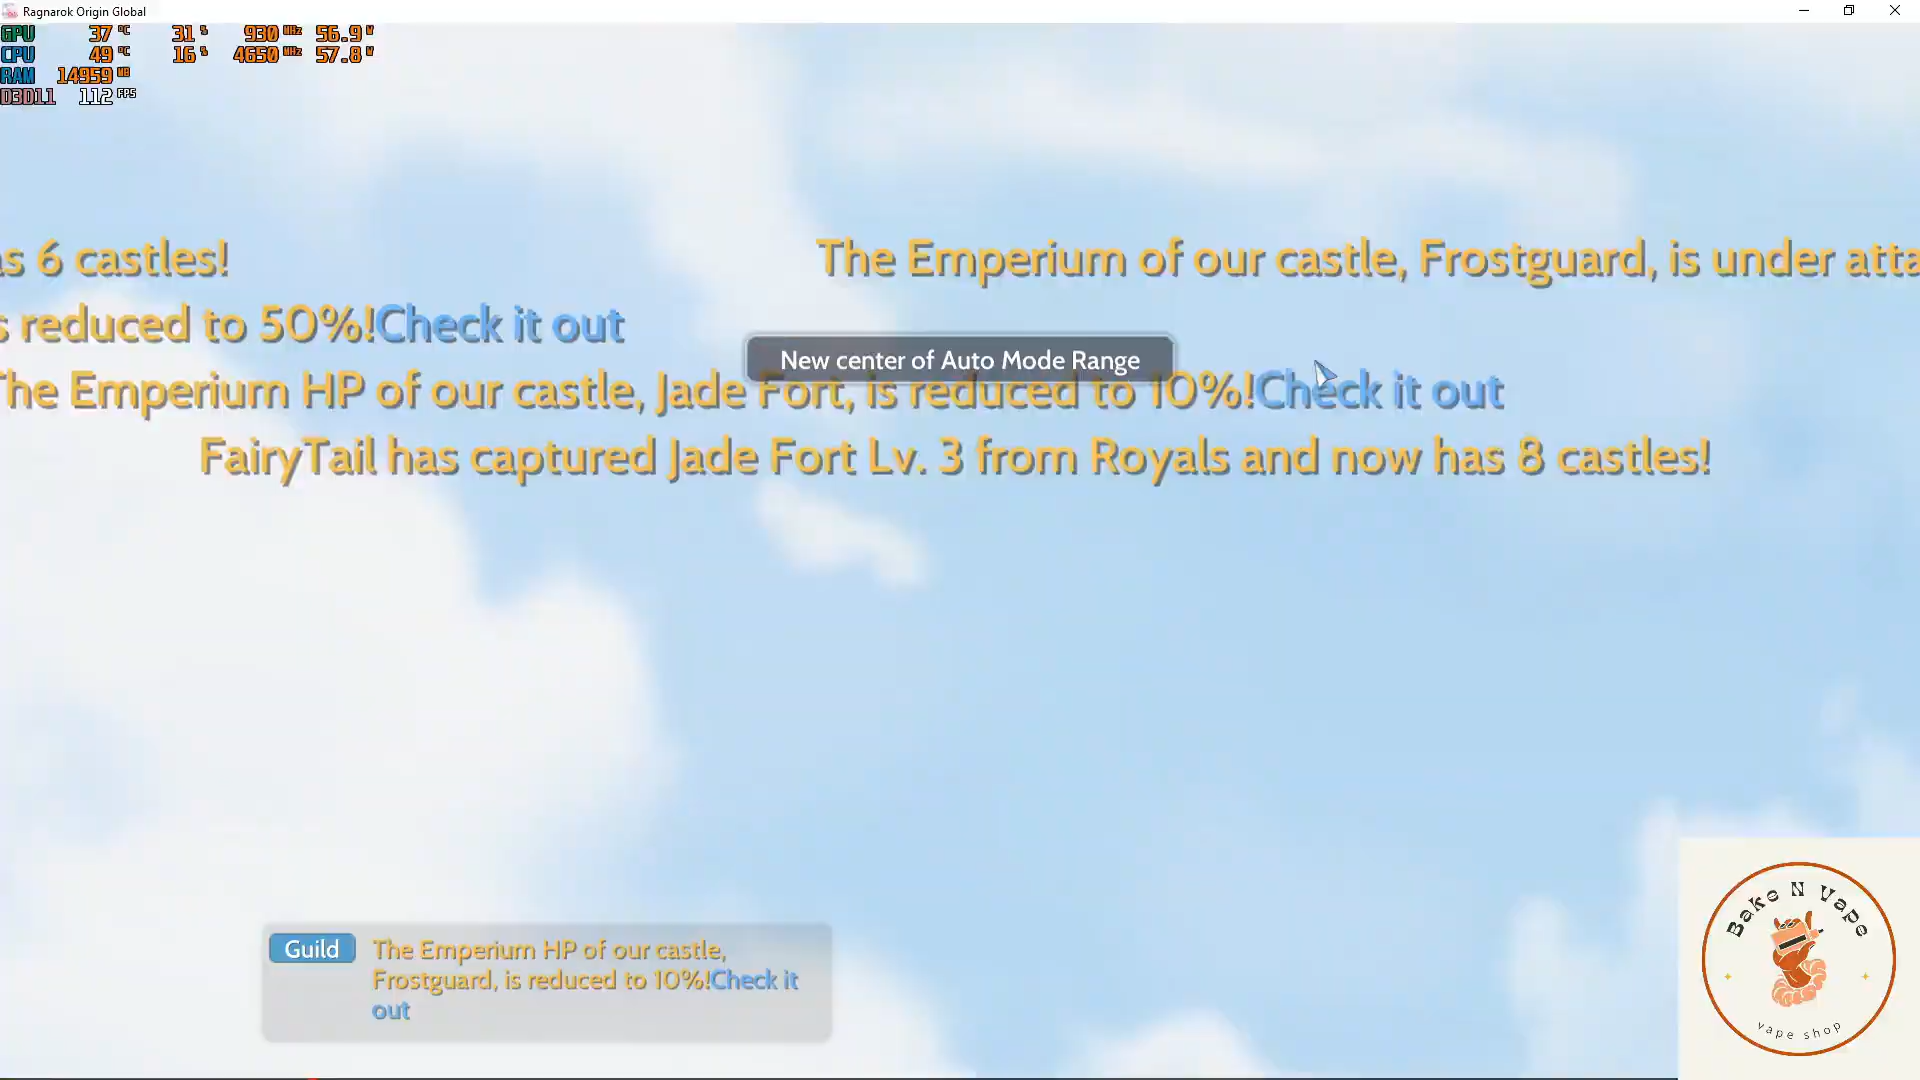 Ragnarok Origin Global
GPU 37 °C 31 % 930 MHz 56.9 W
CPU 49 °C 16 % 4650 MHz 57.8 W
RAM 14959 MB
D3D11 112 FPS
as 6 castles! The Emperium of our castle, Frostguard, is under atta
s reduced to 50%!Check it out
New center of Auto Mode Range
The Emperium HP of our castle, Jade Fort, is reduced to 10%!Check it out
FairyTail has captured Jade Fort Lv. 3 from Royals and now has 8 castles!
Guild The Emperium HP of our castle,
Frostguard, is reduced to 10%!Check it
out
Bake N Vape
vape shop